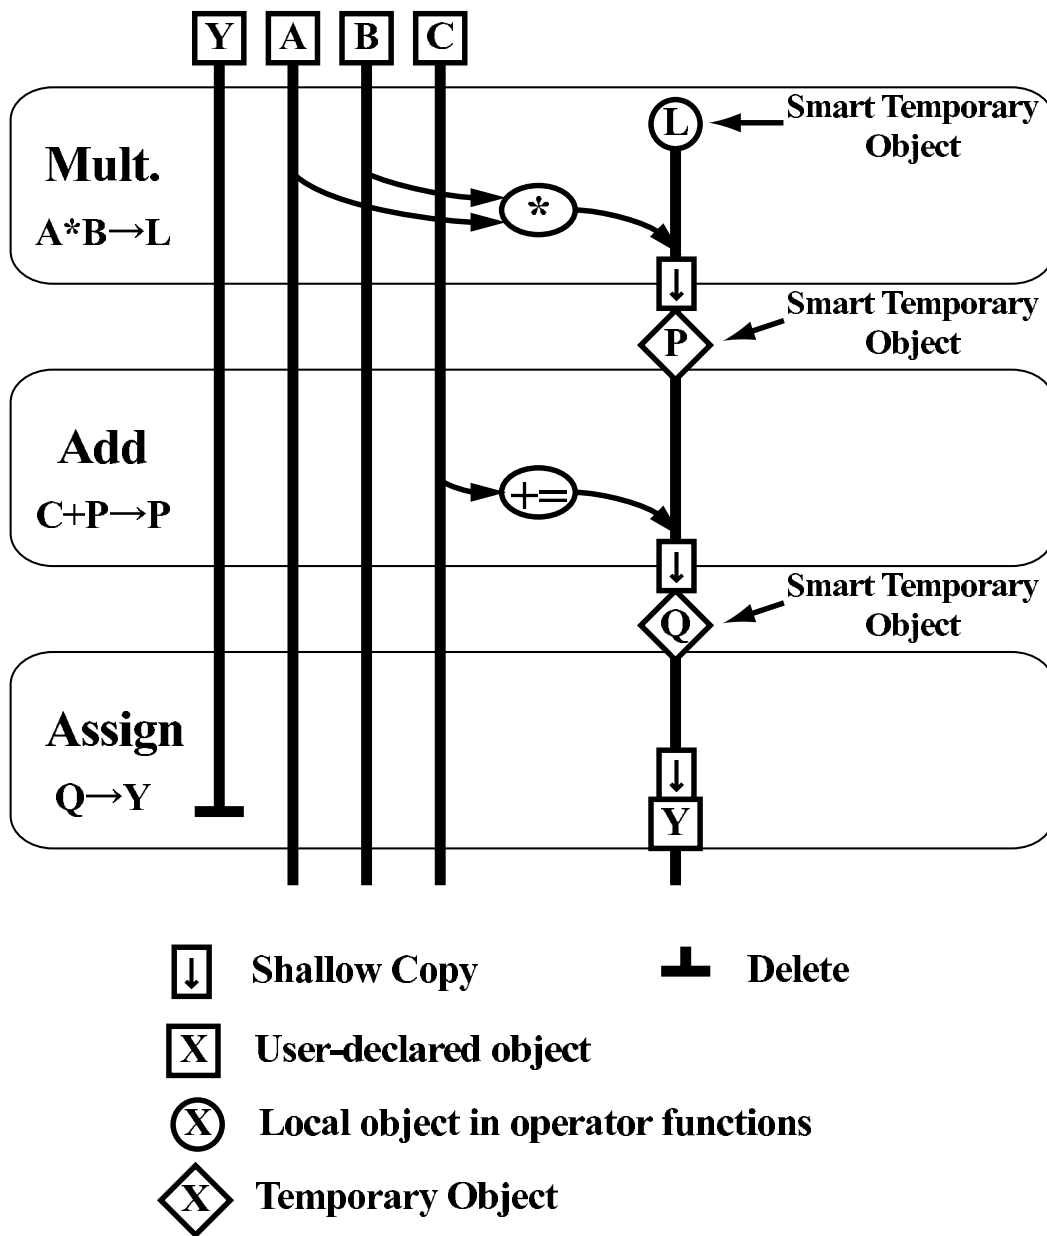 Y A B C
L
Smart Temporary
Object
Mult.
A*B→L
*
↓
Smart Temporary
Object
P
Add
C+P→P
+=
↓
Smart Temporary
Object
Q
Assign
Q→Y
↓
Y
↓ Shallow Copy
Delete
X User-declared object
X Local object in operator functions
X Temporary Object